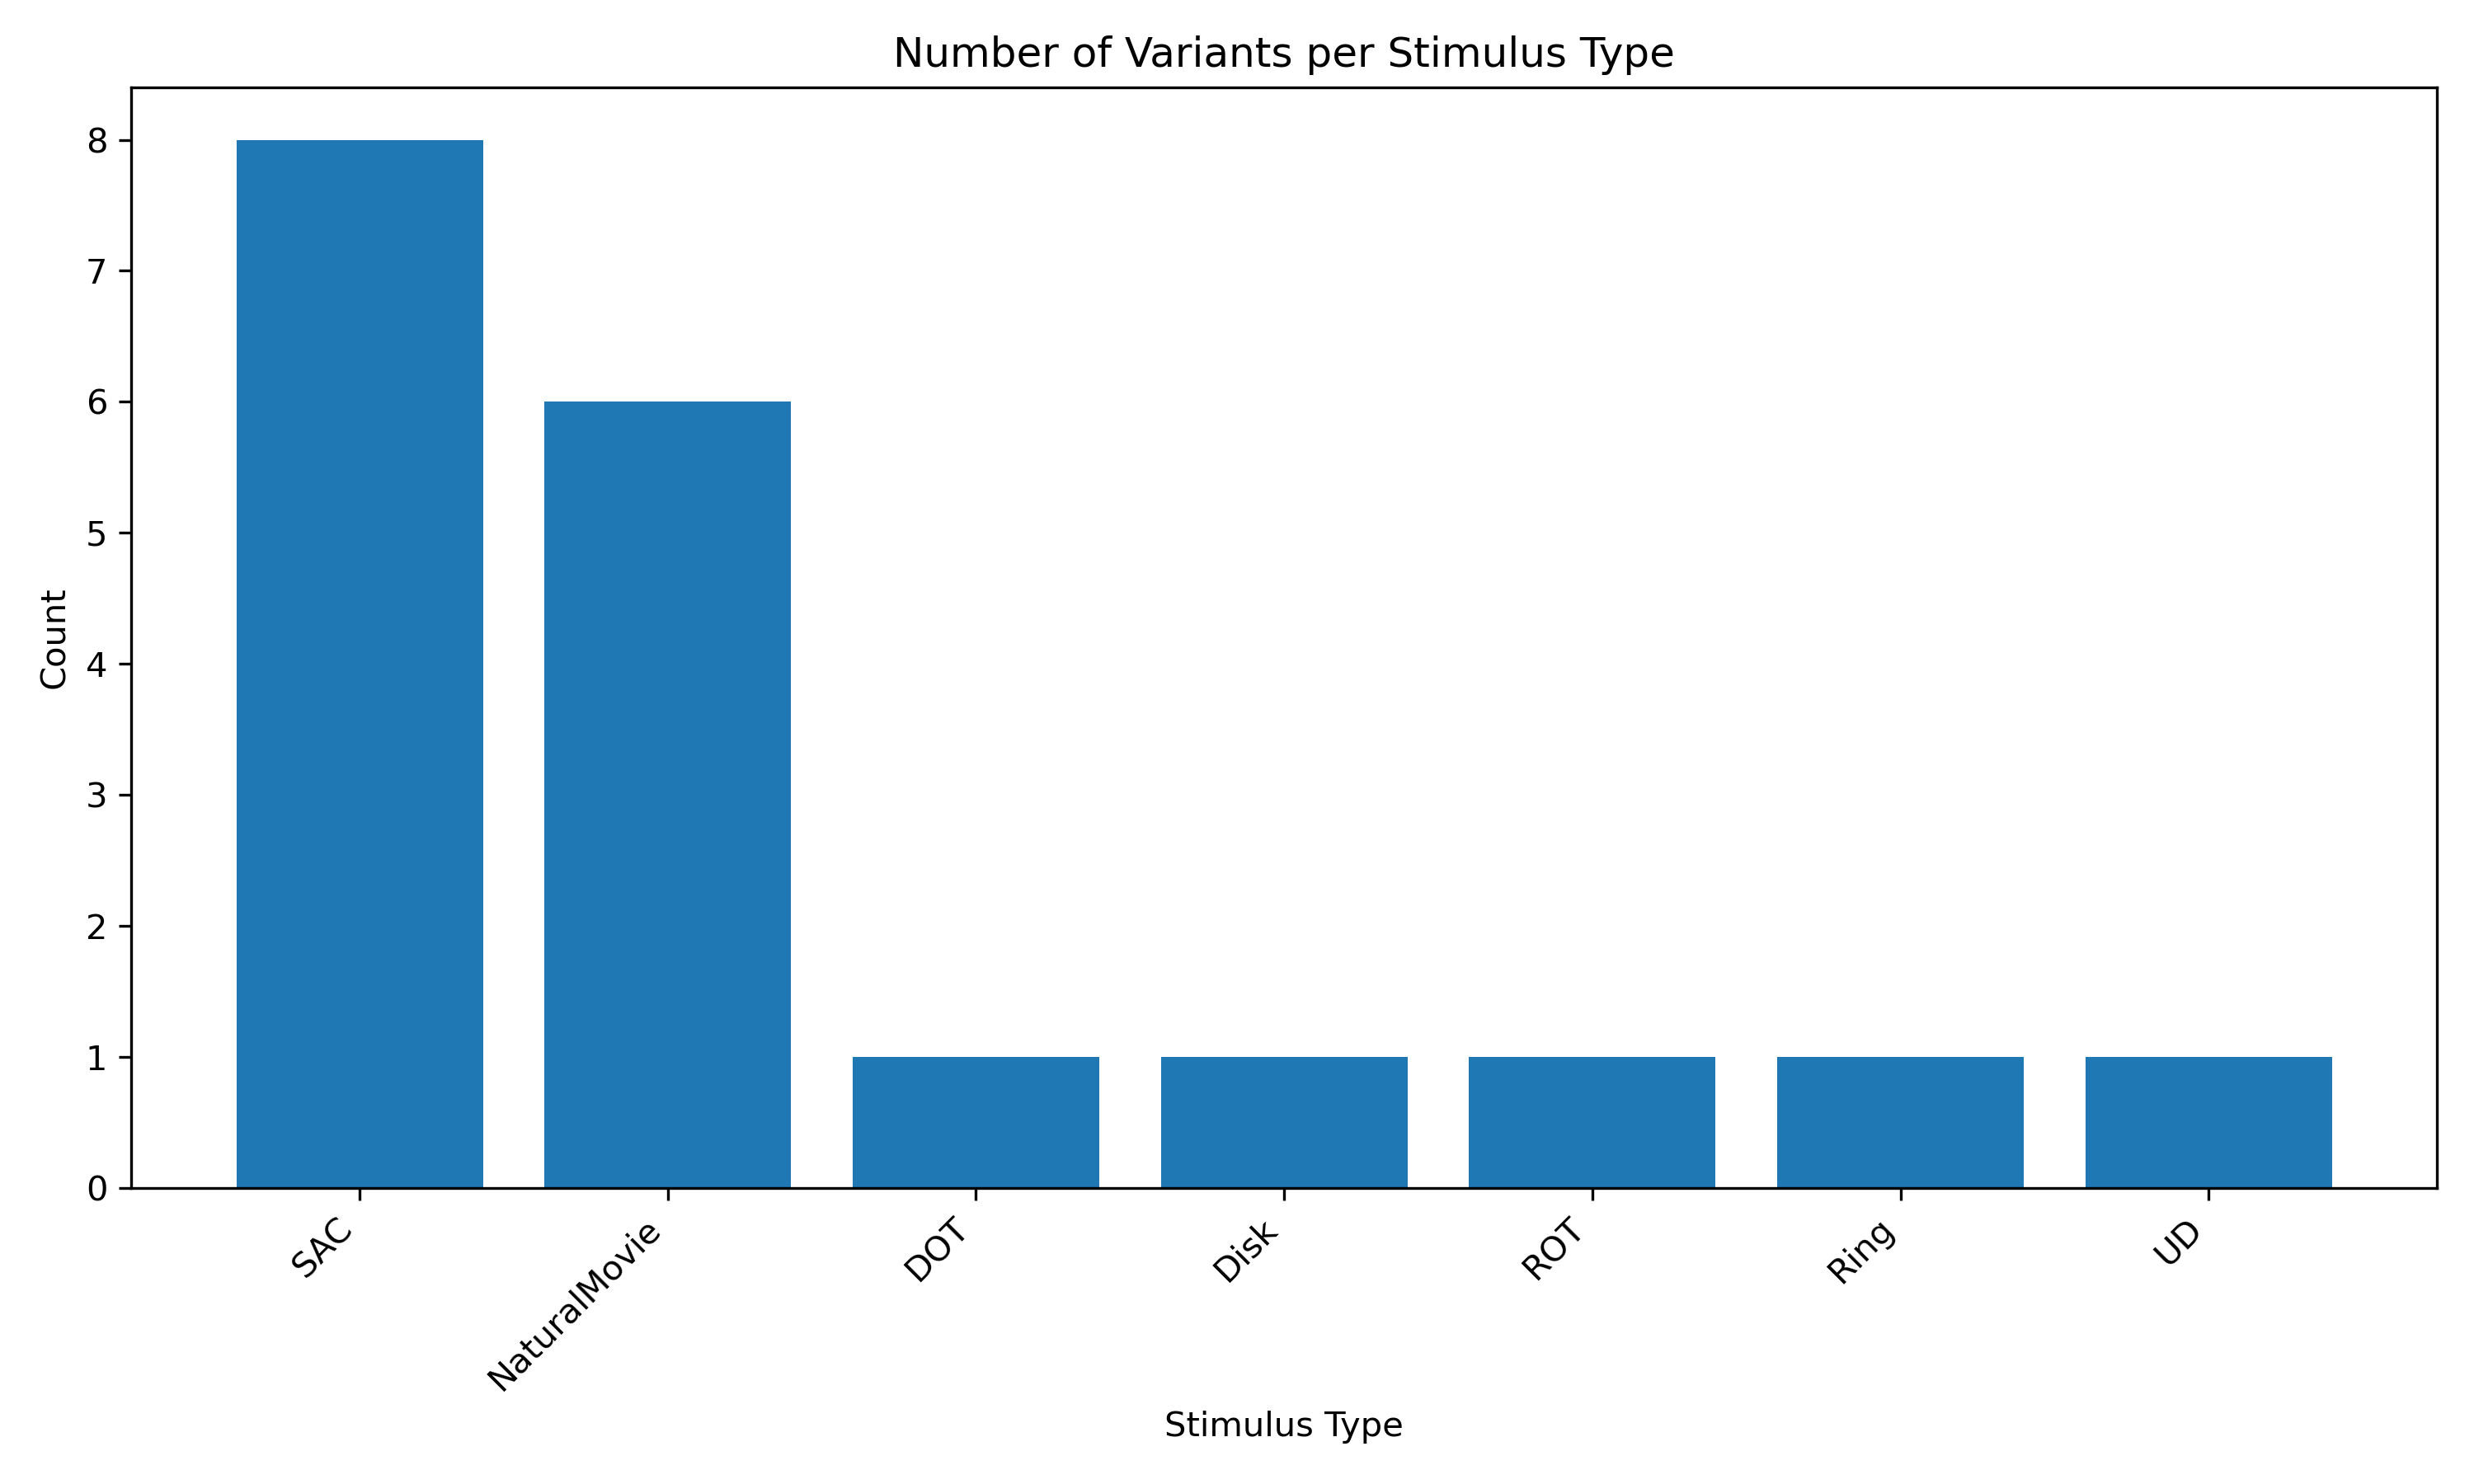 Number of Variants per Stimulus Type
Count
8
7
6
5
4
3
2
1
0
SAC
NaturalMovie
DOT
Disk
ROT
Ring
UD
Stimulus Type